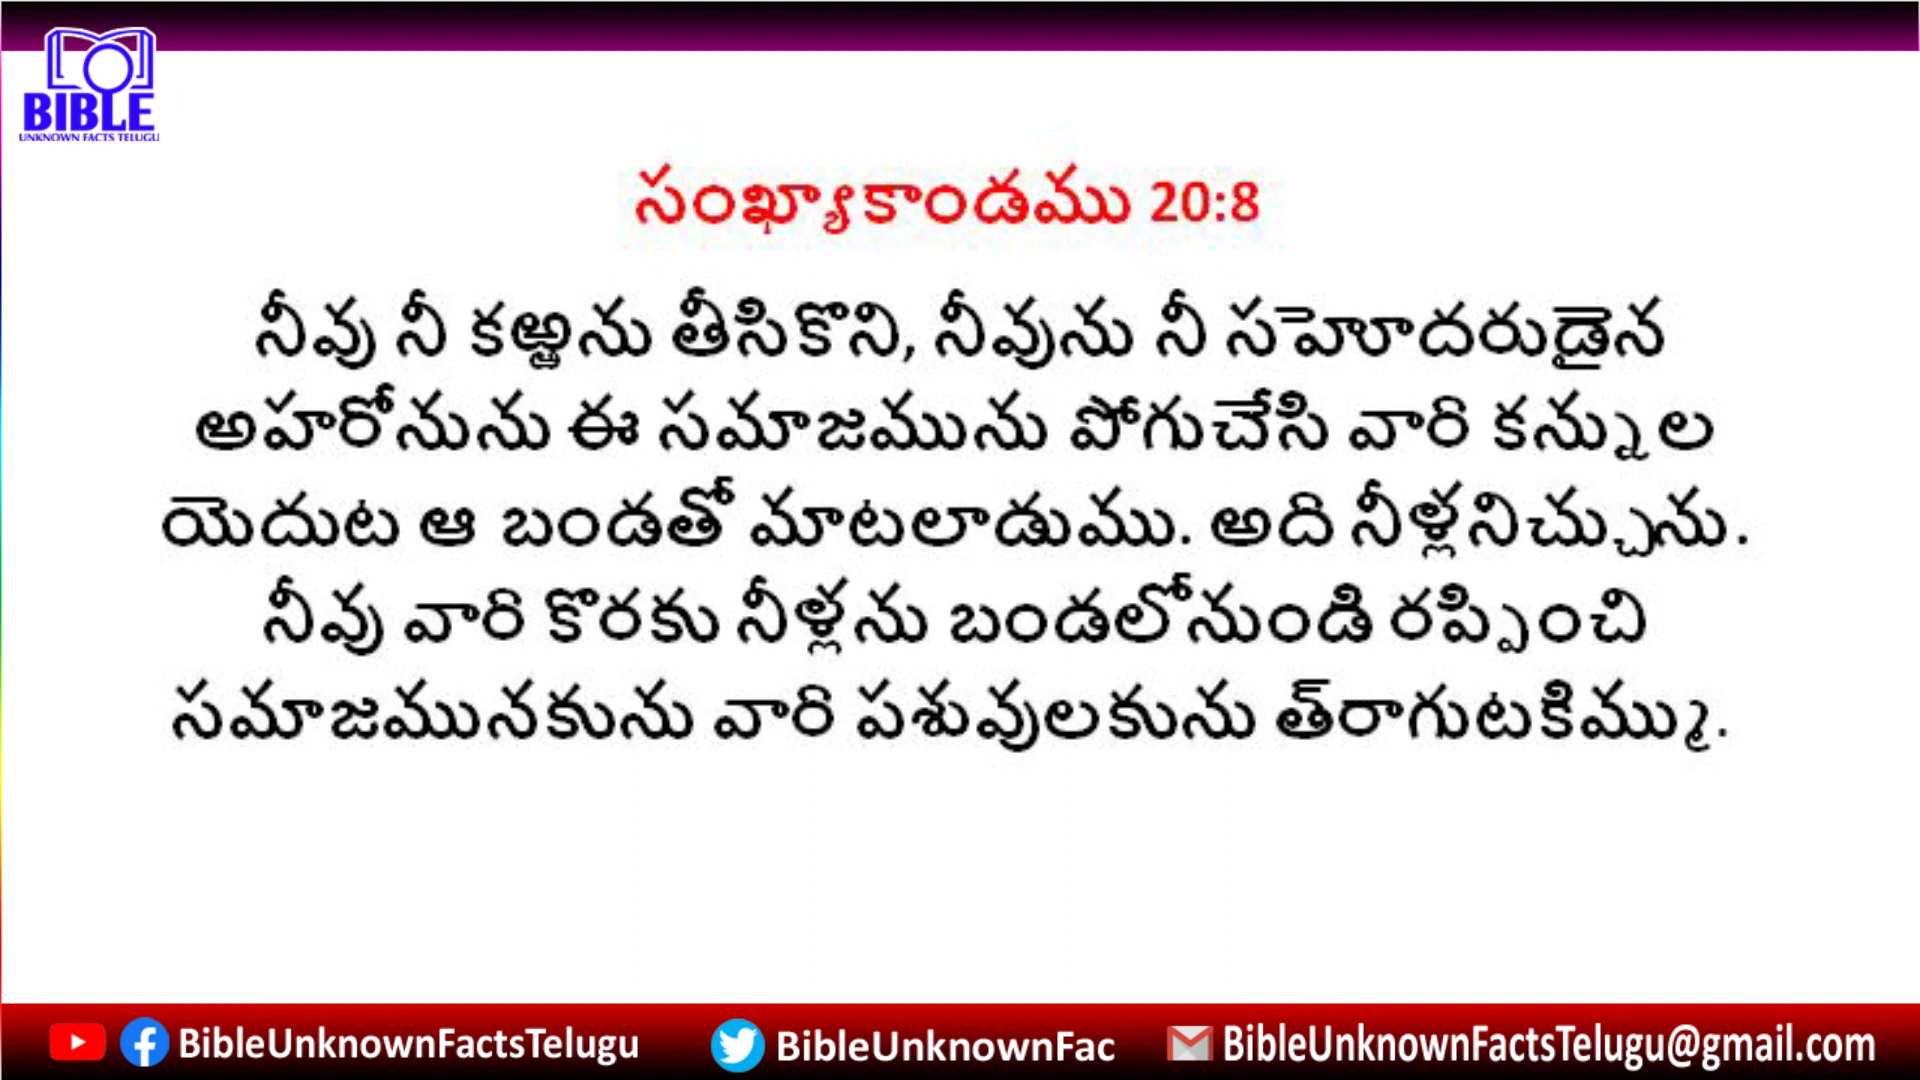 BIBLE
UNKNOWN FACTS TELUGU
సంఖ్యాకాండము 20:8
నీవు నీ కఱ్ఱను తీసికొని, నీవును నీ సహోదరుడైన
అహరోనును ఈ సమాజమును పోగుచేసి వారి కన్నుల
యెదుట ఆ బండతో మాటలాడుము. అది నీళ్లనిచ్చును.
నీవు వారి కొరకు నీళ్లను బండలోనుండి రప్పించి
సమాజమునకును వారి పశువులకును త్‌రాగుటకిమ్ము.
BibleUnknownFactsTelugu BibleUnknownFac BibleUnknownFactsTelugu@gmail.com